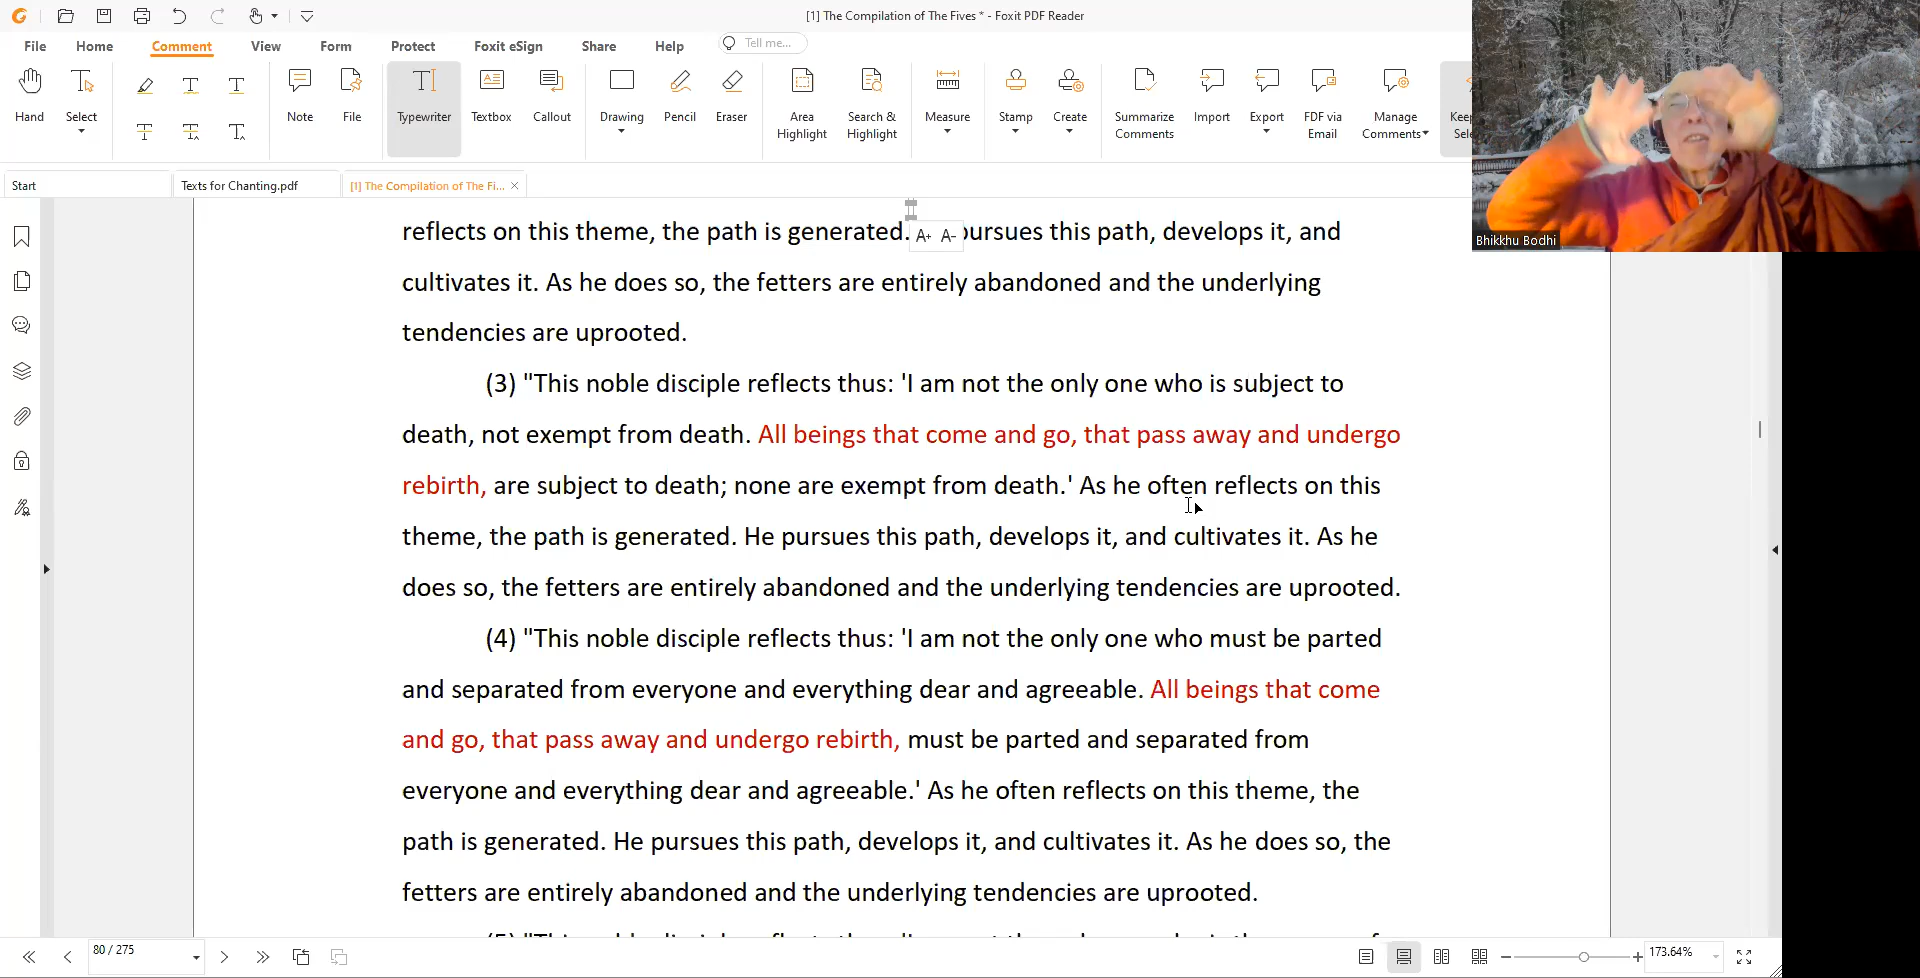 [1] The Compilation of The Fives * - Foxit PDF Reader
File Home Comment View Form Protect Foxit eSign Share Help Tell me...
Hand Select Note File Typewriter Textbox Callout Drawing Pencil Eraser Area Highlight Search & Highlight Measure Stamp Create Summarize Comments Import Export FDF via Email Manage Comments Keep
Start Texts for Chanting.pdf [1] The Compilation of The Fi...
Bhikkhu Bodhi
reflects on this theme, the path is generated. A+ A- pursues this path, develops it, and
cultivates it. As he does so, the fetters are entirely abandoned and the underlying
tendencies are uprooted.
(3) "This noble disciple reflects thus: 'I am not the only one who is subject to
death, not exempt from death. All beings that come and go, that pass away and undergo
rebirth, are subject to death; none are exempt from death.' As he often reflects on this
theme, the path is generated. He pursues this path, develops it, and cultivates it. As he
does so, the fetters are entirely abandoned and the underlying tendencies are uprooted.
(4) "This noble disciple reflects thus: 'I am not the only one who must be parted
and separated from everyone and everything dear and agreeable. All beings that come
and go, that pass away and undergo rebirth, must be parted and separated from
everyone and everything dear and agreeable.' As he often reflects on this theme, the
path is generated. He pursues this path, develops it, and cultivates it. As he does so, the
fetters are entirely abandoned and the underlying tendencies are uprooted.
80 / 275
173.64%